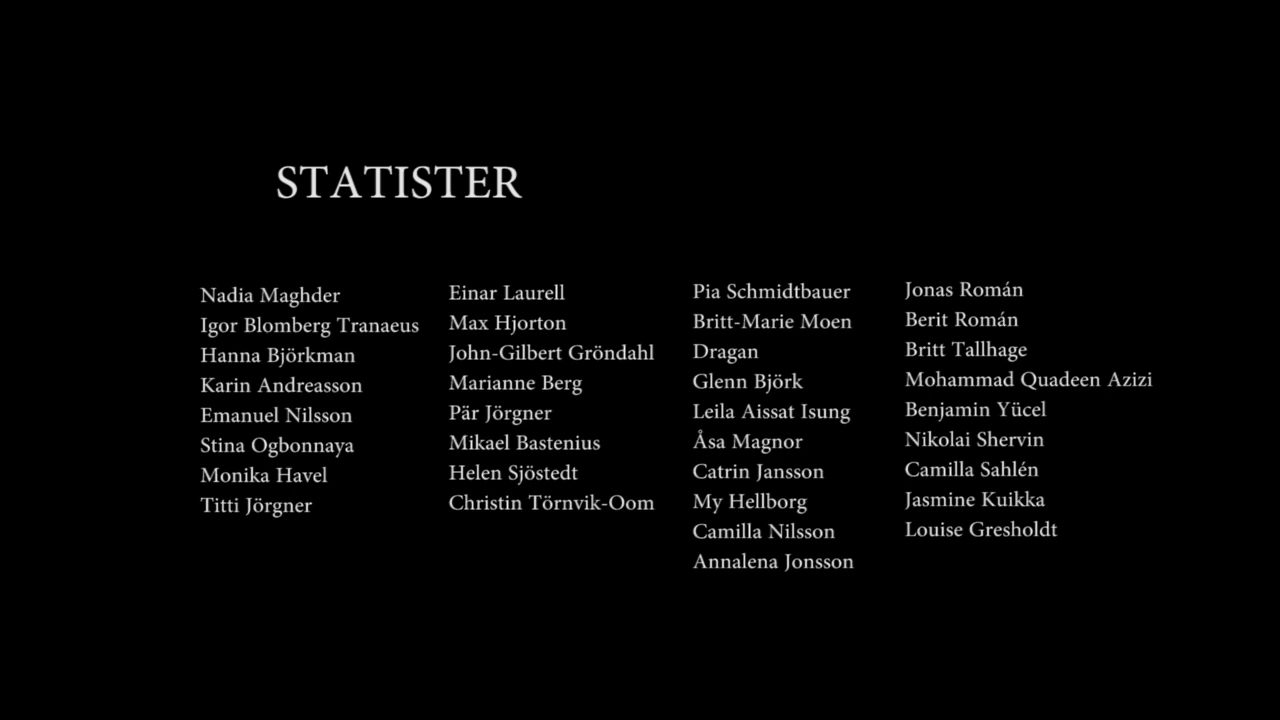 STATISTER
Nadia Maghder
Igor Blomberg Tranaeus
Hanna Björkman
Karin Andreasson
Emanuel Nilsson
Stina Ogbonnaya
Monika Havel
Titti Jörgner
Einar Laurell
Max Hjorton
John-Gilbert Gröndahl
Marianne Berg
Pär Jörgner
Mikael Bastenius
Helen Sjöstedt
Christin Törnvik-Oom
Pia Schmidtbauer
Britt-Marie Moen
Dragan
Glenn Björk
Leila Aissat Isung
Åsa Magnor
Catrin Jansson
My Hellborg
Camilla Nilsson
Annalena Jonsson
Jonas Román
Berit Román
Britt Tallhage
Mohammad Quadeen Azizi
Benjamin Yücel
Nikolai Shervin
Camilla Sahlén
Jasmine Kuikka
Louise Gresholdt